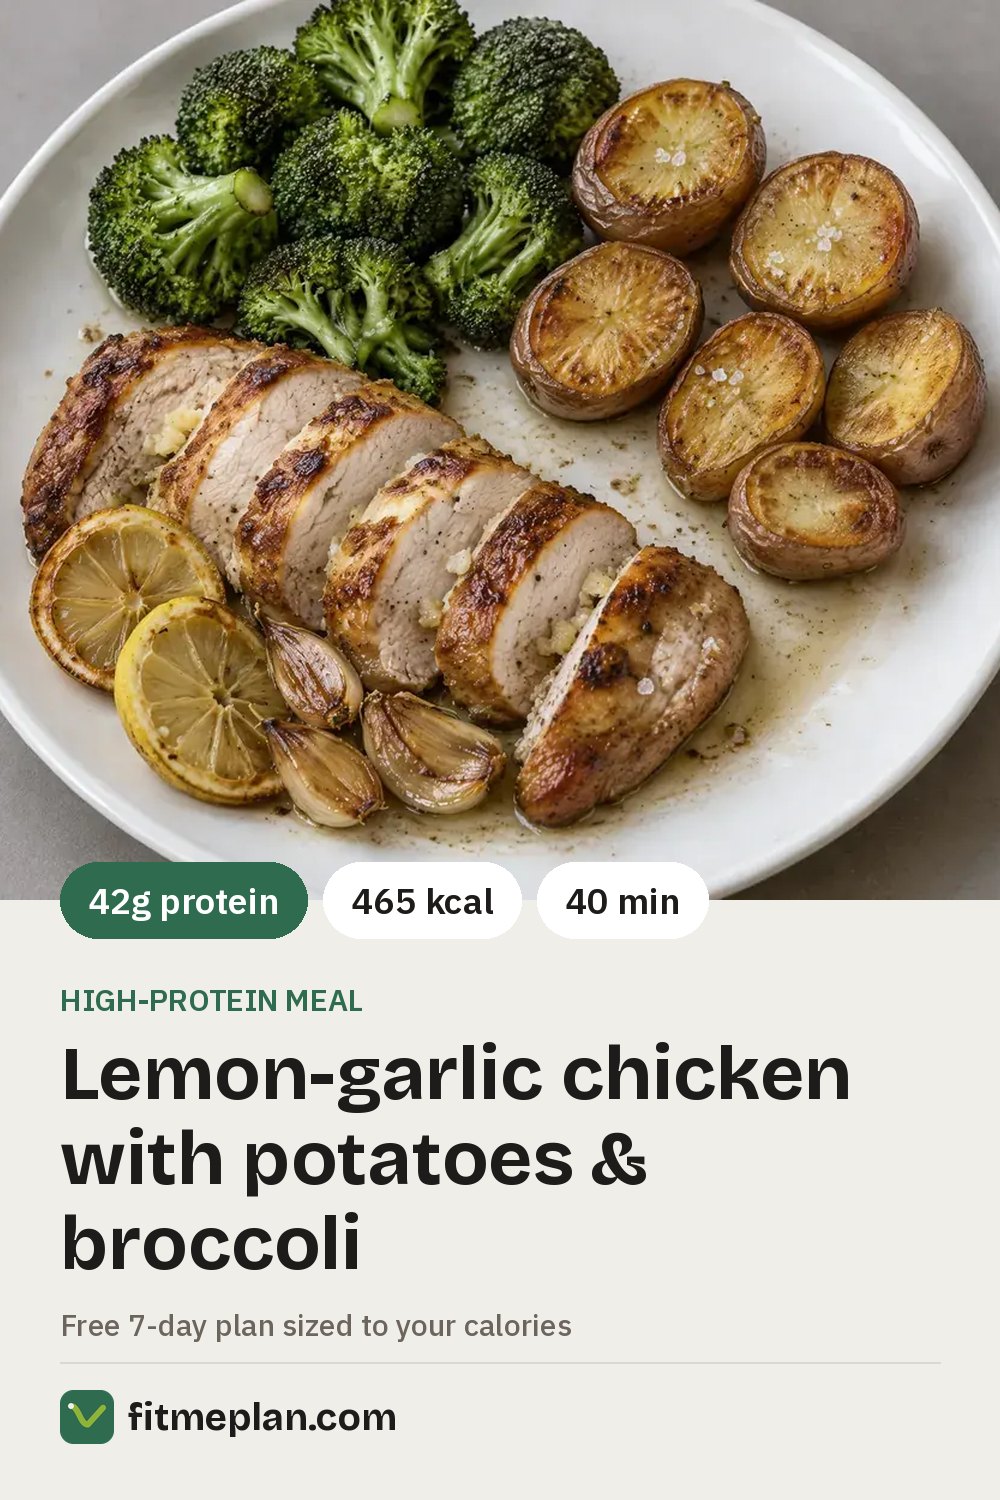 42g protein
465 kcal
40 min
HIGH-PROTEIN MEAL
Lemon-garlic chicken
with potatoes &
broccoli
Free 7-day plan sized to your calories
fitmeplan.com